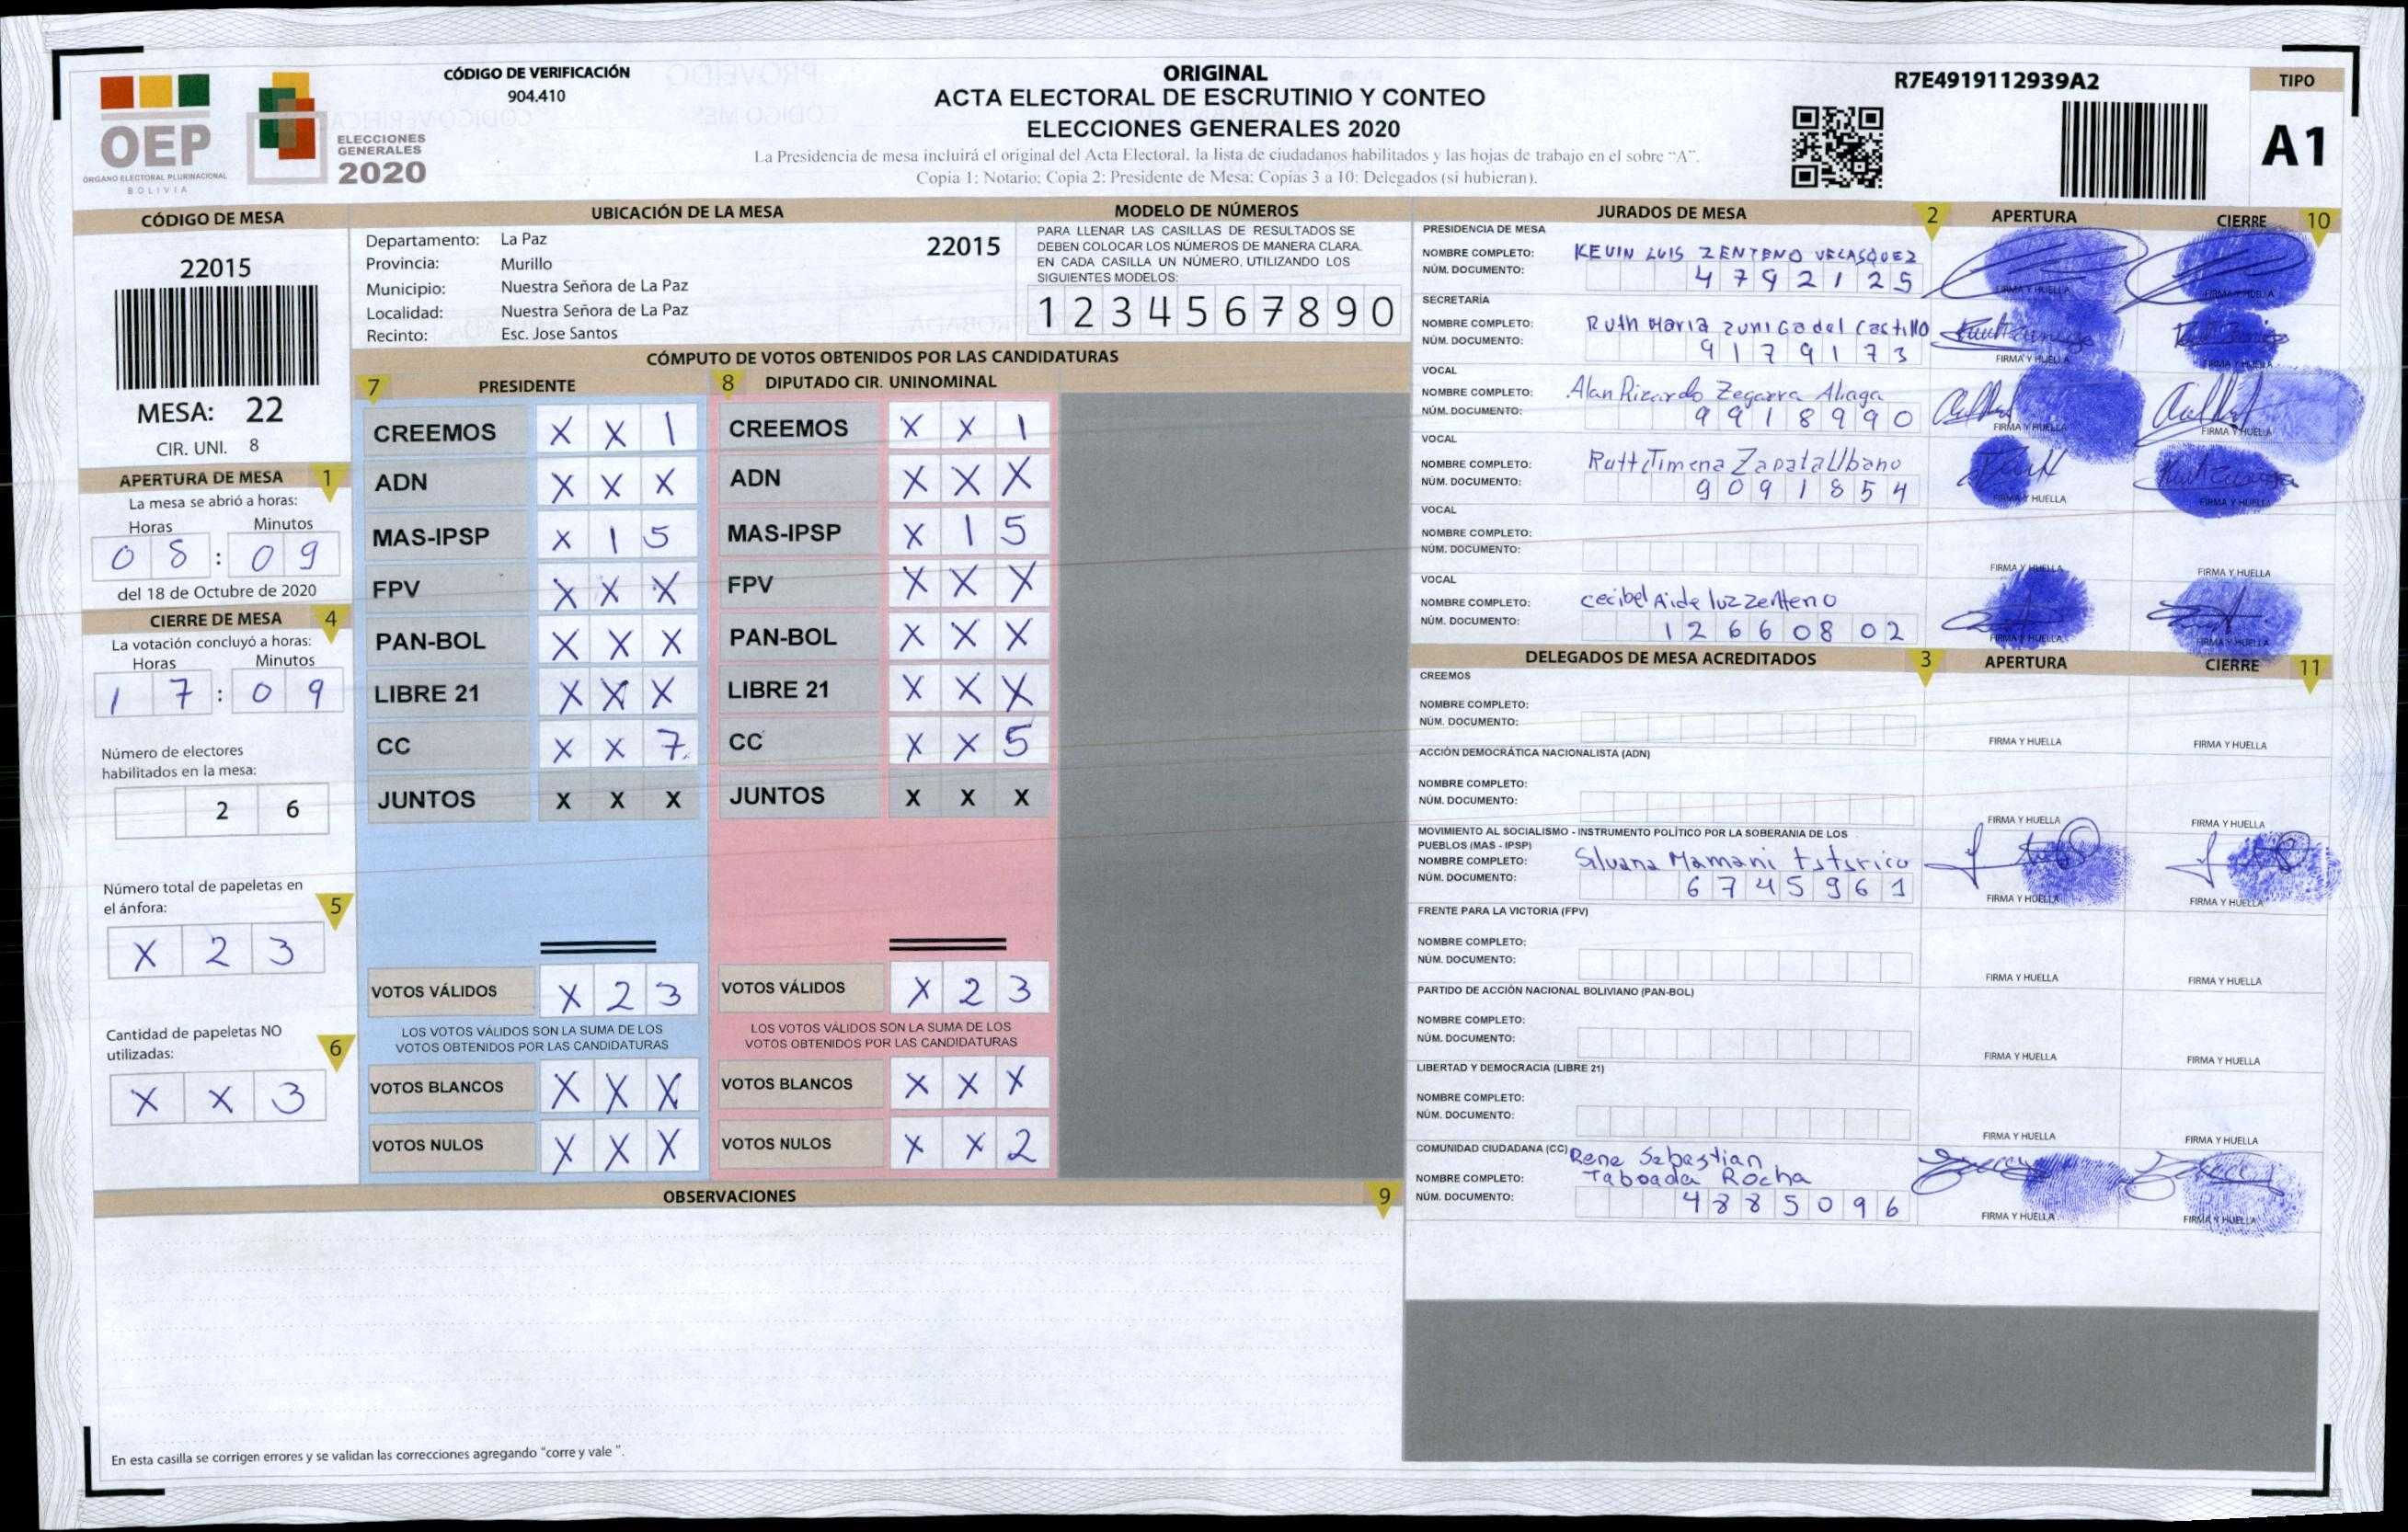 OEP
ÓRGANO ELECTORAL PLURINACIONAL
BOLIVIA
ELECCIONES
GENERALES
2020
CÓDIGO DE VERIFICACIÓN
904.410
ORIGINAL
ACTA ELECTORAL DE ESCRUTINIO Y CONTEO
ELECCIONES GENERALES 2020
La Presidencia de mesa incluirá el original del Acta Electoral, la lista de ciudadanos habilitados y las hojas de trabajo en el sobre "A".
Copia 1: Notario; Copia 2: Presidente de Mesa; Copias 3 a 10: Delegados (si hubieran).
R7E4919112939A2
TIPO
A1
CÓDIGO DE MESA
22015
MESA: 22
CIR. UNI. 8
APERTURA DE MESA 1
La mesa se abrió a horas:
Horas Minutos
0 8 : 0 9
del 18 de Octubre de 2020
CIERRE DE MESA 4
La votación concluyó a horas:
Horas Minutos
1 7 : 0 9
Número de electores
habilitados en la mesa:
2 6
Número total de papeletas en
el ánfora: 5
X 2 3
Cantidad de papeletas NO
utilizadas: 6
X X 3
UBICACIÓN DE LA MESA
Departamento: La Paz
22015
Provincia: Murillo
Municipio: Nuestra Señora de La Paz
Localidad: Nuestra Señora de La Paz
Recinto: Esc. Jose Santos
MODELO DE NÚMEROS
PARA LLENAR LAS CASILLAS DE RESULTADOS SE
DEBEN COLOCAR LOS NÚMEROS DE MANERA CLARA.
EN CADA CASILLA UN NÚMERO, UTILIZANDO LOS
SIGUIENTES MODELOS:
1 2 3 4 5 6 7 8 9 0
CÓMPUTO DE VOTOS OBTENIDOS POR LAS CANDIDATURAS
7 PRESIDENTE
CREEMOS X X 1
ADN X X X
MAS-IPSP X 1 5
FPV X X X
PAN-BOL X X X
LIBRE 21 X X X
CC X X 7
JUNTOS X X X
VOTOS VÁLIDOS X 2 3
LOS VOTOS VÁLIDOS SON LA SUMA DE LOS
VOTOS OBTENIDOS POR LAS CANDIDATURAS
VOTOS BLANCOS X X X
VOTOS NULOS X X X
8 DIPUTADO CIR. UNINOMINAL
CREEMOS X X 1
ADN X X X
MAS-IPSP X 1 5
FPV X X X
PAN-BOL X X X
LIBRE 21 X X X
CC X X 5
JUNTOS X X X
VOTOS VÁLIDOS X 2 3
LOS VOTOS VÁLIDOS SON LA SUMA DE LOS
VOTOS OBTENIDOS POR LAS CANDIDATURAS
VOTOS BLANCOS X X X
VOTOS NULOS X X 2
OBSERVACIONES 9
En esta casilla se corrigen errores y se validan las correcciones agregando "corre y vale ".
JURADOS DE MESA 2 APERTURA CIERRE 10
PRESIDENCIA DE MESA
NOMBRE COMPLETO: KEVIN LUIS ZENTENO VELASQUEZ
NÚM. DOCUMENTO: 4 7 9 2 1 2 5
FIRMA Y HUELLA FIRMA Y HUELLA
SECRETARÍA
NOMBRE COMPLETO: Ruth Maria Zuniga del Castillo
NÚM. DOCUMENTO: 9 1 7 9 1 7 3
FIRMA Y HUELLA FIRMA Y HUELLA
VOCAL
NOMBRE COMPLETO: Alan Ricardo Zegarra Aliaga
NÚM. DOCUMENTO: 9 9 1 8 9 9 0
FIRMA Y HUELLA FIRMA Y HUELLA
VOCAL
NOMBRE COMPLETO: Zapata
NÚM. DOCUMENTO: 9 0 9 1 8 5 4
FIRMA Y HUELLA FIRMA Y HUELLA
VOCAL
NOMBRE COMPLETO:
NÚM. DOCUMENTO:
FIRMA Y HUELLA FIRMA Y HUELLA
VOCAL
NOMBRE COMPLETO: Cecibel Aide luz Zenteno
NÚM. DOCUMENTO: 1 2 6 6 0 8 0 2
FIRMA Y HUELLA FIRMA Y HUELLA
DELEGADOS DE MESA ACREDITADOS 3 APERTURA CIERRE 11
CREEMOS
NOMBRE COMPLETO:
NÚM. DOCUMENTO:
FIRMA Y HUELLA FIRMA Y HUELLA
ACCIÓN DEMOCRÁTICA NACIONALISTA (ADN)
NOMBRE COMPLETO:
NÚM. DOCUMENTO:
FIRMA Y HUELLA FIRMA Y HUELLA
MOVIMIENTO AL SOCIALISMO - INSTRUMENTO POLÍTICO POR LA SOBERANIA DE LOS
PUEBLOS (MAS - IPSP)
NOMBRE COMPLETO: Silvana Mamani
NÚM. DOCUMENTO: 6 7 4 5 9 6 1
FIRMA Y HUELLA FIRMA Y HUELLA
FRENTE PARA LA VICTORIA (FPV)
NOMBRE COMPLETO:
NÚM. DOCUMENTO:
FIRMA Y HUELLA FIRMA Y HUELLA
PARTIDO DE ACCIÓN NACIONAL BOLIVIANO (PAN-BOL)
NOMBRE COMPLETO:
NÚM. DOCUMENTO:
FIRMA Y HUELLA FIRMA Y HUELLA
LIBERTAD Y DEMOCRACIA (LIBRE 21)
NOMBRE COMPLETO:
NÚM. DOCUMENTO:
FIRMA Y HUELLA FIRMA Y HUELLA
COMUNIDAD CIUDADANA (CC) Rene Sebastian
NOMBRE COMPLETO: Taboada Rocha
NÚM. DOCUMENTO: 4 8 8 5 0 9 6
FIRMA Y HUELLA FIRMA Y HUELLA